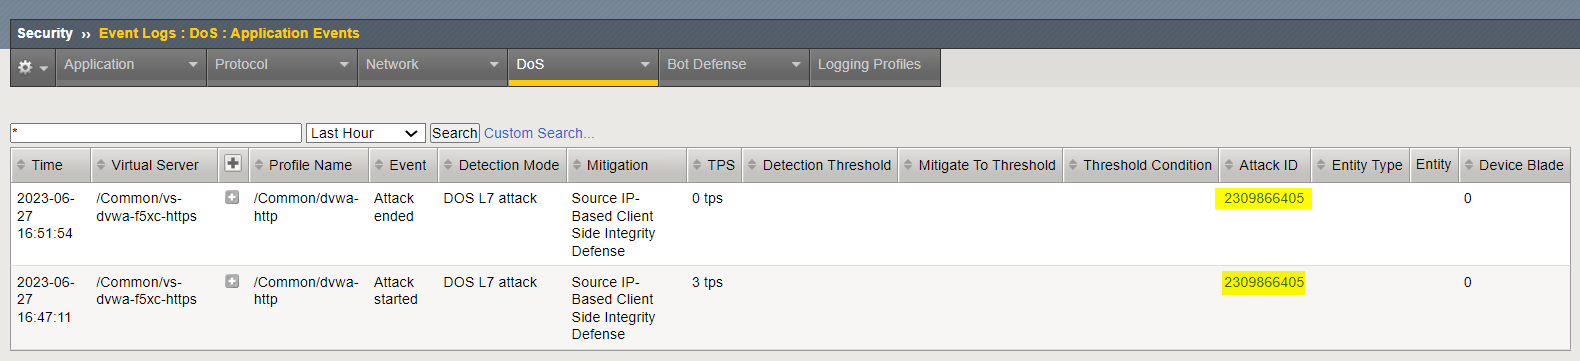 Security ›› Event Logs : DoS : Application Events
Application Protocol Network DoS Bot Defense Logging Profiles
* Last Hour Search Custom Search...
Time Virtual Server Profile Name Event Detection Mode Mitigation TPS Detection Threshold Mitigate To Threshold Threshold Condition Attack ID Entity Type Entity Device Blade
2023-06- /Common/vs- /Common/dvwa- Attack DOS L7 attack Source IP- 0 tps 2309866405 0
27 dvwa-f5xc-https http ended Based Client
16:51:54 Side Integrity
Defense
2023-06- /Common/vs- /Common/dvwa- Attack DOS L7 attack Source IP- 3 tps 2309866405 0
27 dvwa-f5xc-https http started Based Client
16:47:11 Side Integrity
Defense